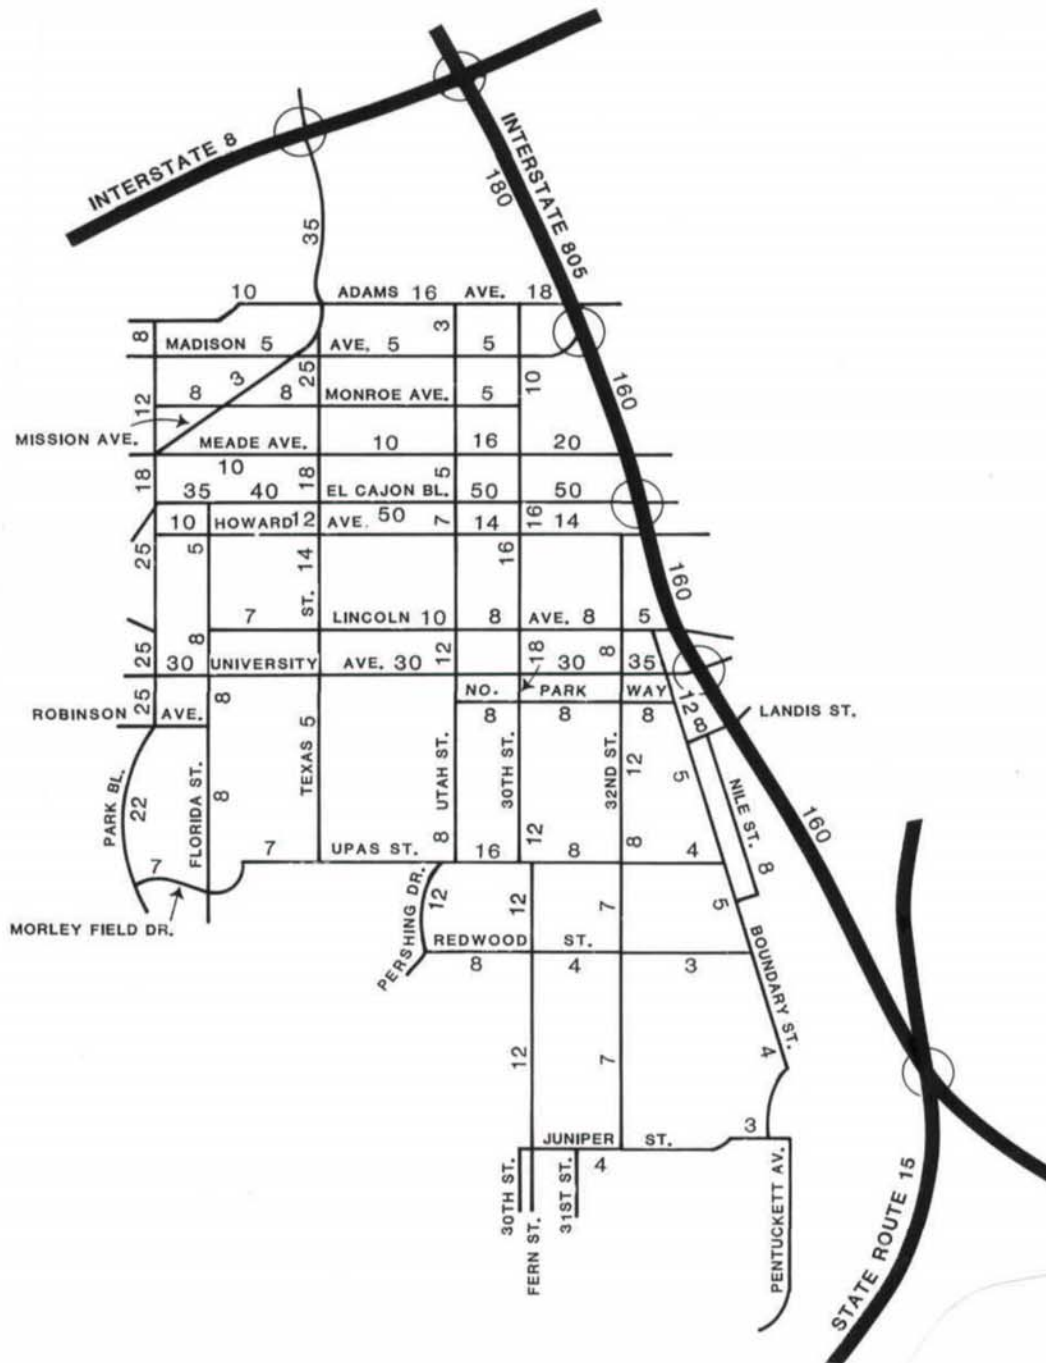 INTERSTATE 8
INTERSTATE 805
180
35
10 ADAMS 16 AVE. 18
8 MADISON 5 AVE, 5 3 5
12 8 3 8 25 MONROE AVE. 5 10 160
MISSION AVE. MEADE AVE. 10 16 20
18 10 18 5
35 40 EL CAJON BL. 50 50
10 HOWARD 12 AVE. 50 7 14 16 14
25 5 14 16 160
7 ST. LINCOLN 10 8 AVE. 8 5
25 8 12 18 8
30 UNIVERSITY AVE. 30 30 35
NO. PARK WAY 12
25 8
ROBINSON AVE. 8 8 8 8 LANDIS ST.
PARK BL. 22
FLORIDA ST. 8
TEXAS 5
UTAH ST. 8
30TH ST. 12
32ND ST. 12 8
5 NILE ST. 8
160
7 7 UPAS ST. 16 8 4
MORLEY FIELD DR.
PERSHING DR. 12
12 7 5
REDWOOD ST.
8 4 3
BOUNDARY ST. 4
12 7
3
JUNIPER ST.
4
30TH ST.
FERN ST.
31ST ST.
PENTUCKETT AV.
STATE ROUTE 15